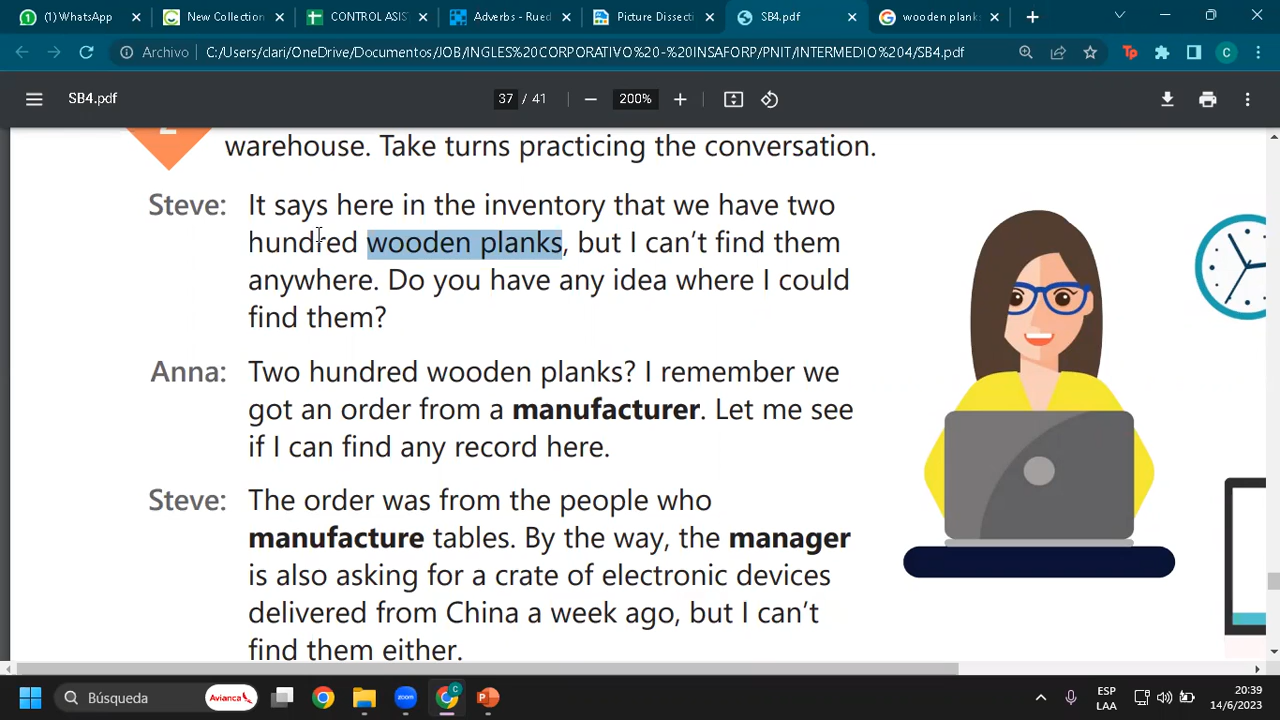 (1) WhatsApp
New Collection
CONTROL ASIS
Adverbs - Rued
Picture Dissecti
SB4.pdf
wooden plank
Archivo
C:/Users/clari/OneDrive/Documentos/JOB/INGLES%20CORPORATIVO%20-%20INSAFORP/PNIT/INTERMEDIO%204/SB4.pdf
C
SB4.pdf
37 / 41
200%
warehouse. Take turns practicing the conversation.
Steve: It says here in the inventory that we have two
hundred wooden planks, but I can't find them
anywhere. Do you have any idea where I could
find them?
Anna: Two hundred wooden planks? I remember we
got an order from a manufacturer. Let me see
if I can find any record here.
Steve: The order was from the people who
manufacture tables. By the way, the manager
is also asking for a crate of electronic devices
delivered from China a week ago, but I can't
find them either.
Búsqueda
Avianca
zoom
ESP
LAA
20:39
14/6/2023